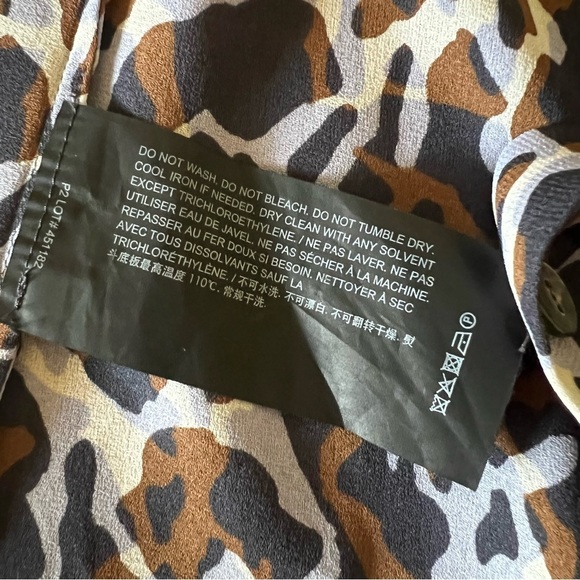 DO NOT WASH. DO NOT BLEACH. DO NOT TUMBLE DRY.
COOL IRON IF NEEDED. DRY CLEAN WITH ANY SOLVENT
EXCEPT TRICHLOROETHYLENE. / NE PAS LAVER. NE PAS
UTILISER EAU DE JAVEL. NE PAS SÉCHER À LA MACHINE.
REPASSER AU FER DOUX SI BESOIN. NETTOYER À SEC
AVEC TOUS DISSOLVANTS SAUF LA
TRICHLORÉTHYLÈNE. / 不可水洗. 不可漂白. 不可翻转干燥. 熨
斗底板最高温度 110℃. 常规干洗.
P2 LOT# 451182
P